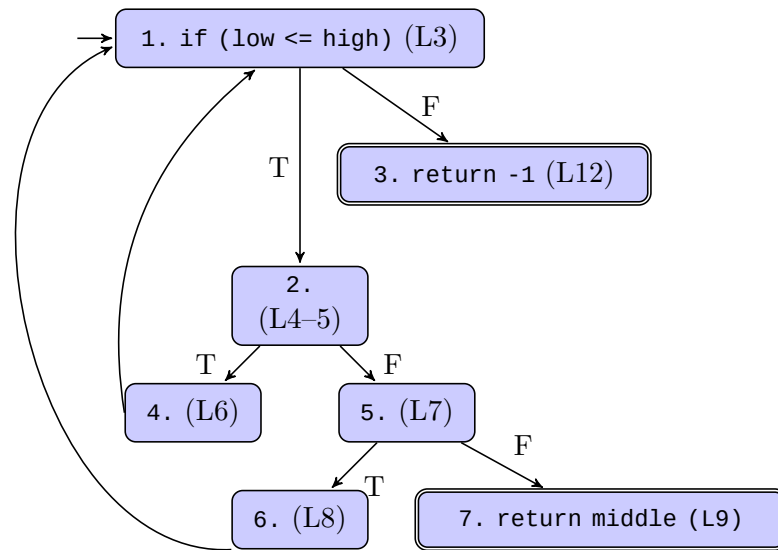 1. if (low <= high) (L3)
F
T
3. return -1 (L12)
2.
(L4–5)
T
F
4. (L6)
5. (L7)
F
T
6. (L8)
7. return middle (L9)